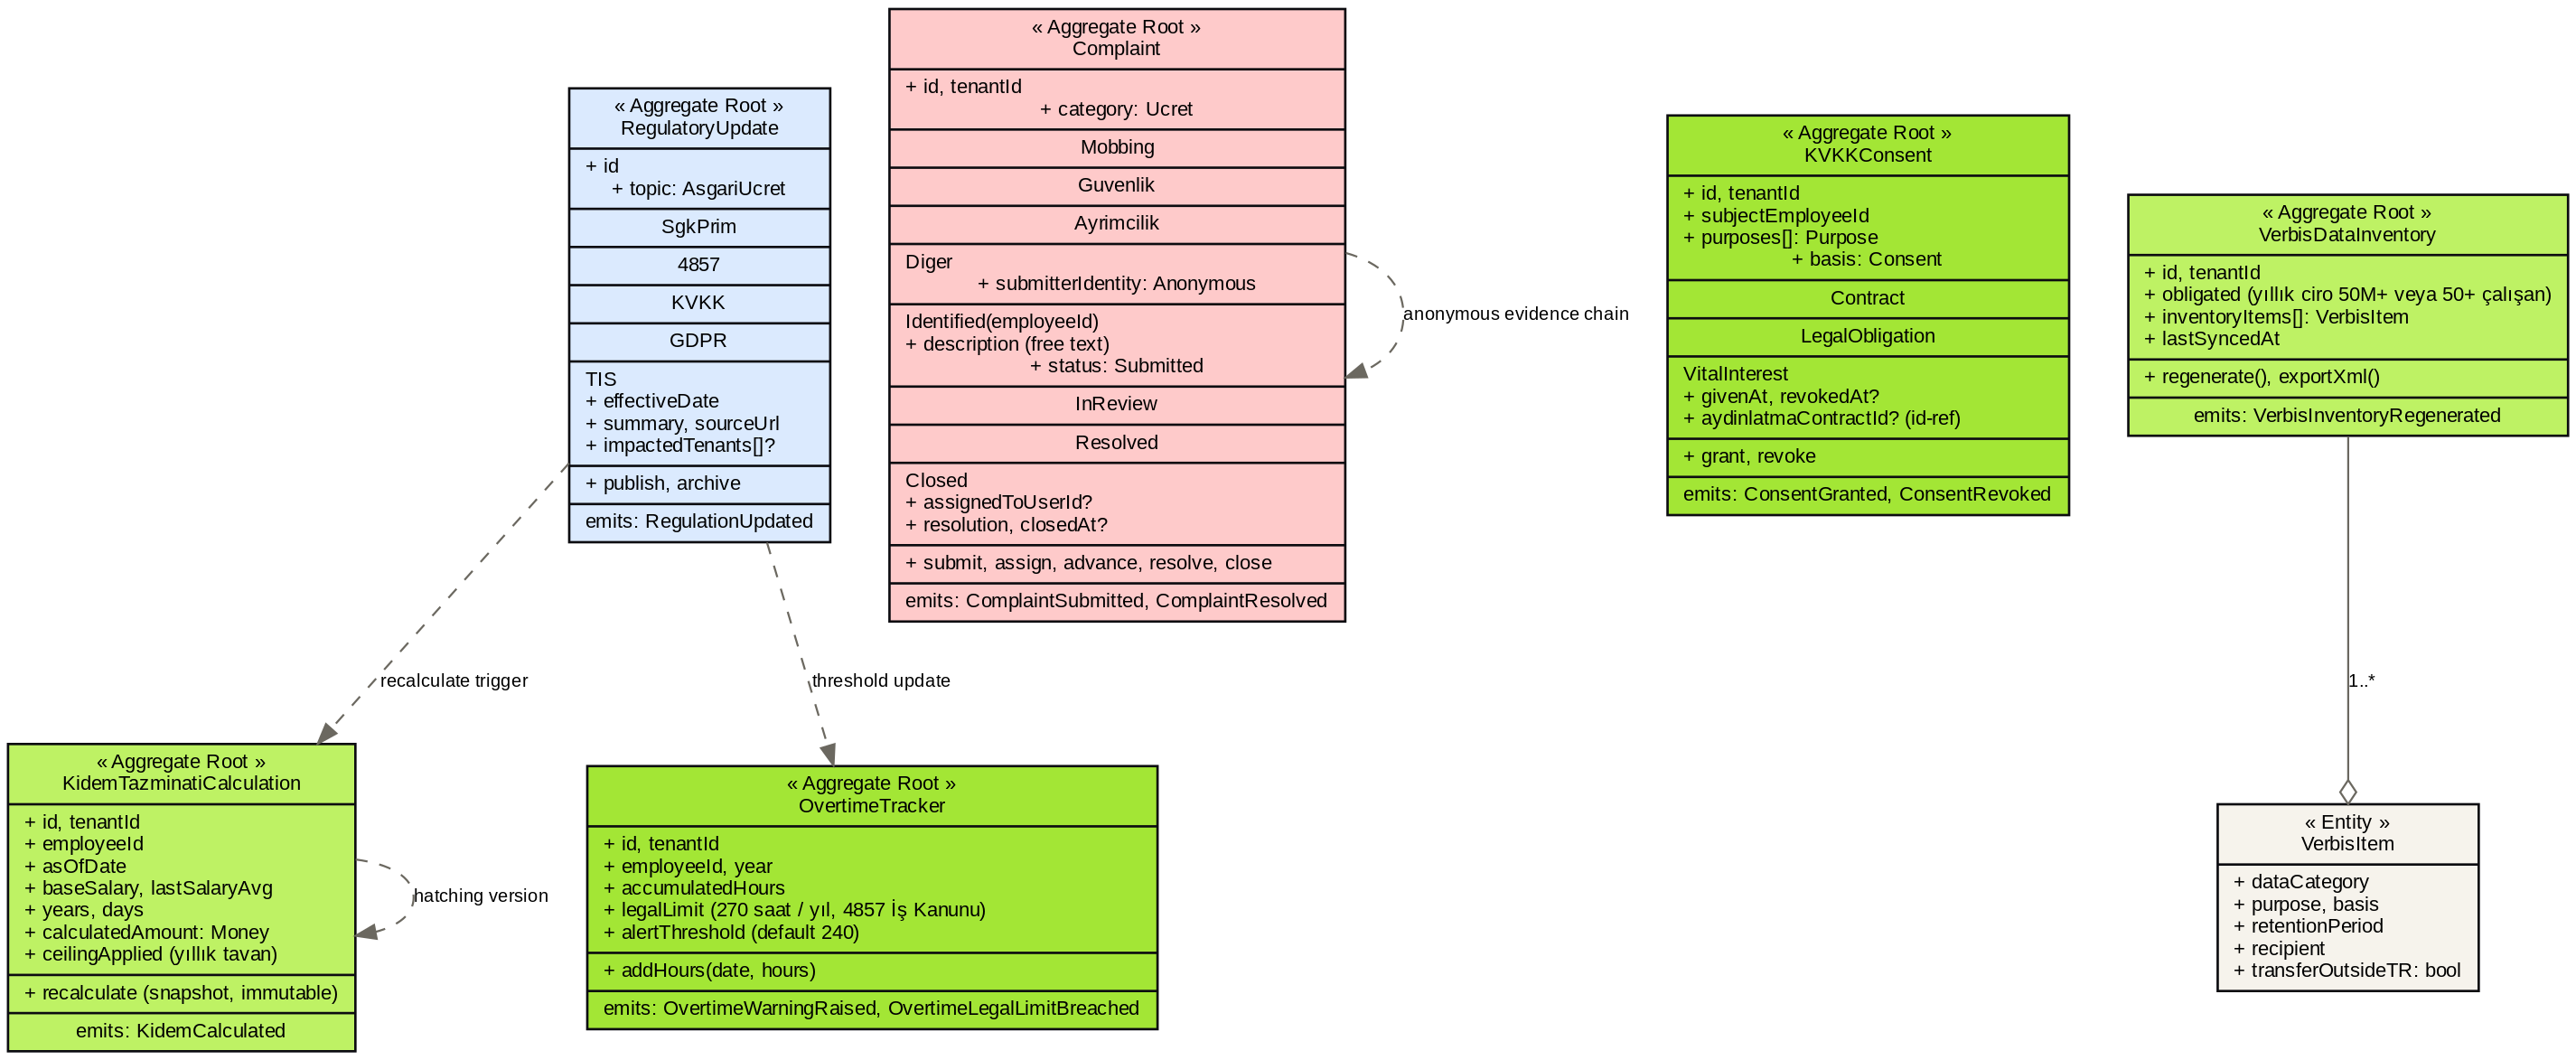 « Aggregate Root »
RegulatoryUpdate
+ id
+ topic: AsgariUcret
SgkPrim
4857
KVKK
GDPR
TIS
+ effectiveDate
+ summary, sourceUrl
+ impactedTenants[]?
+ publish, archive
emits: RegulationUpdated
« Aggregate Root »
Complaint
+ id, tenantId
+ category: Ucret
Mobbing
Guvenlik
Ayrimcilik
Diger
+ submitterIdentity: Anonymous
Identified(employeeId)
+ description (free text)
+ status: Submitted
InReview
Resolved
Closed
+ assignedToUserId?
+ resolution, closedAt?
+ submit, assign, advance, resolve, close
emits: ComplaintSubmitted, ComplaintResolved
anonymous evidence chain
« Aggregate Root »
KVKKConsent
+ id, tenantId
+ subjectEmployeeId
+ purposes[]: Purpose
+ basis: Consent
Contract
LegalObligation
VitalInterest
+ givenAt, revokedAt?
+ aydinlatmaContractId? (id-ref)
+ grant, revoke
emits: ConsentGranted, ConsentRevoked
« Aggregate Root »
VerbisDataInventory
+ id, tenantId
+ obligated (yıllık ciro 50M+ veya 50+ çalışan)
+ inventoryItems[]: VerbisItem
+ lastSyncedAt
+ regenerate(), exportXml()
emits: VerbisInventoryRegenerated
recalculate trigger
threshold update
1..*
« Aggregate Root »
KidemTazminatiCalculation
+ id, tenantId
+ employeeId
+ asOfDate
+ baseSalary, lastSalaryAvg
+ years, days
+ calculatedAmount: Money
+ ceilingApplied (yıllık tavan)
+ recalculate (snapshot, immutable)
emits: KidemCalculated
hatching version
« Aggregate Root »
OvertimeTracker
+ id, tenantId
+ employeeId, year
+ accumulatedHours
+ legalLimit (270 saat / yıl, 4857 İş Kanunu)
+ alertThreshold (default 240)
+ addHours(date, hours)
emits: OvertimeWarningRaised, OvertimeLegalLimitBreached
« Entity »
VerbisItem
+ dataCategory
+ purpose, basis
+ retentionPeriod
+ recipient
+ transferOutsideTR: bool